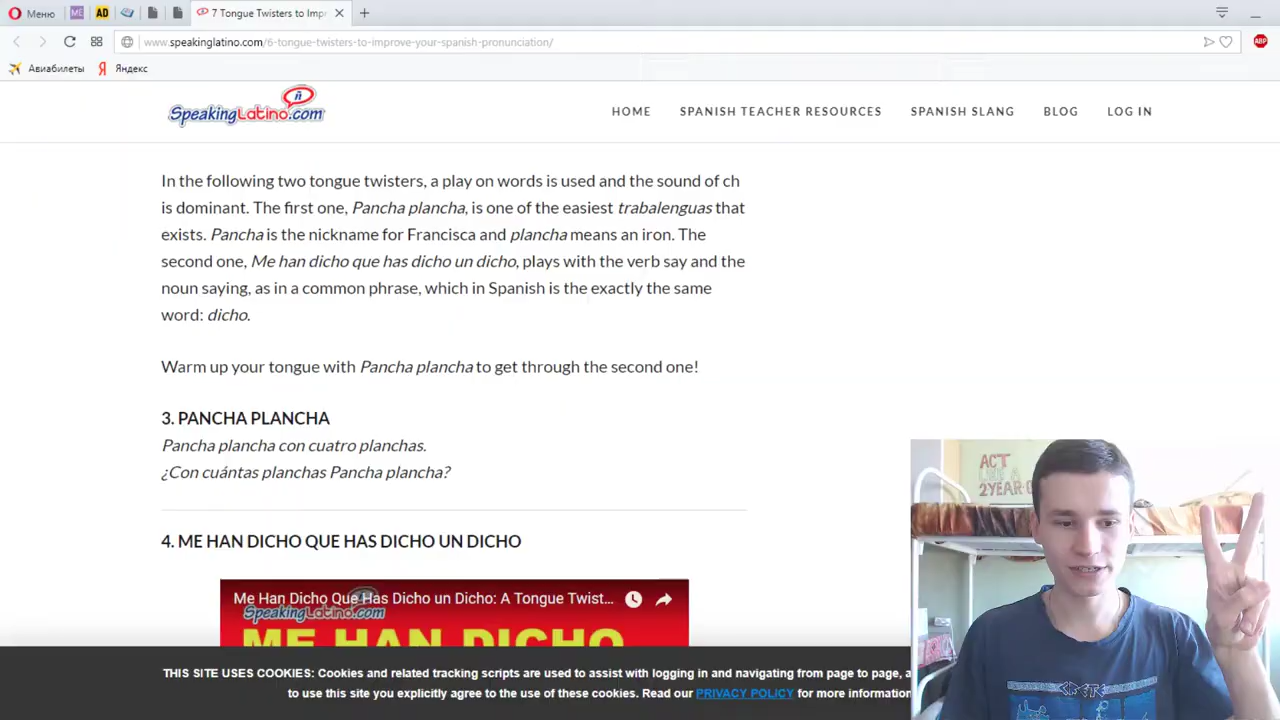 Меню
ME
AD
7 Tongue Twisters to Impr
www.speakinglatino.com/6-tongue-twisters-to-improve-your-spanish-pronunciation/
ABP
Авиабилеты
Я Яндекс
ñ
SpeakingLatino.com
HOME
SPANISH TEACHER RESOURCES
SPANISH SLANG
BLOG
LOG IN
In the following two tongue twisters, a play on words is used and the sound of ch
is dominant. The first one, Pancha plancha, is one of the easiest trabalenguas that
exists. Pancha is the nickname for Francisca and plancha means an iron. The
second one, Me han dicho que has dicho un dicho, plays with the verb say and the
noun saying, as in a common phrase, which in Spanish is the exactly the same
word: dicho.
Warm up your tongue with Pancha plancha to get through the second one!
3. PANCHA PLANCHA
Pancha plancha con cuatro planchas.
¿Con cuántas planchas Pancha plancha?
4. ME HAN DICHO QUE HAS DICHO UN DICHO
Me Han Dicho Que Has Dicho un Dicho: A Tongue Twist...
SpeakingLatino.com
ME HAN DICHO
THIS SITE USES COOKIES: Cookies and related tracking scripts are used to assist with logging in and navigating from page to page, a
to use this site you explicitly agree to the use of these cookies. Read our PRIVACY POLICY for more information
ACT
LIKE A
2YEAR-O